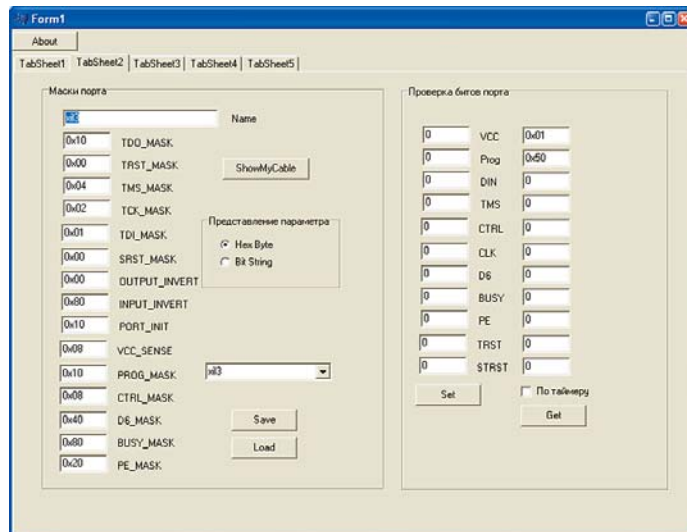 Form1
About
TabSheet1 TabSheet2 TabSheet3 TabSheet4 TabSheet5
Маски порта
xil3 Name
0x10 TDO_MASK
0x00 TRST_MASK
ShowMyCable
0x04 TMS_MASK
0x02 TCK_MASK
0x01 TDI_MASK
0x00 SRST_MASK
0x00 OUTPUT_INVERT
0x80 INPUT_INVERT
0x10 PORT_INIT
0x08 VCC_SENSE
0x10 PROG_MASK
0x08 CTRL_MASK
0x40 D6_MASK
0x80 BUSY_MASK
0x20 PE_MASK
Представление параметра
Hex Byte
Bit String
xil3
Save
Load
Проверка битов порта
0 VCC 0x01
0 Prog 0x50
0 DIN 0
0 TMS 0
0 CTRL 0
0 CLK 0
0 D6 0
0 BUSY 0
0 PE 0
0 TRST 0
0 STRST 0
Set
По таймеру
Get